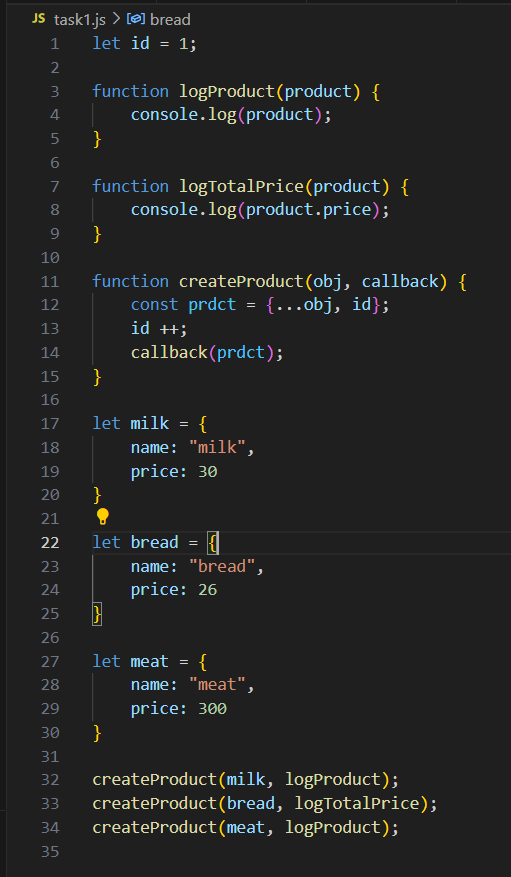 JS task1.js > bread
1 let id = 1;
2
3 function logProduct(product) {
4     console.log(product);
5 }
6
7 function logTotalPrice(product) {
8     console.log(product.price);
9 }
10
11 function createProduct(obj, callback) {
12     const prdct = {...obj, id};
13     id ++;
14     callback(prdct);
15 }
16
17 let milk = {
18     name: "milk",
19     price: 30
20 }
21
22 let bread = {
23     name: "bread",
24     price: 26
25 }
26
27 let meat = {
28     name: "meat",
29     price: 300
30 }
31
32 createProduct(milk, logProduct);
33 createProduct(bread, logTotalPrice);
34 createProduct(meat, logProduct);
35